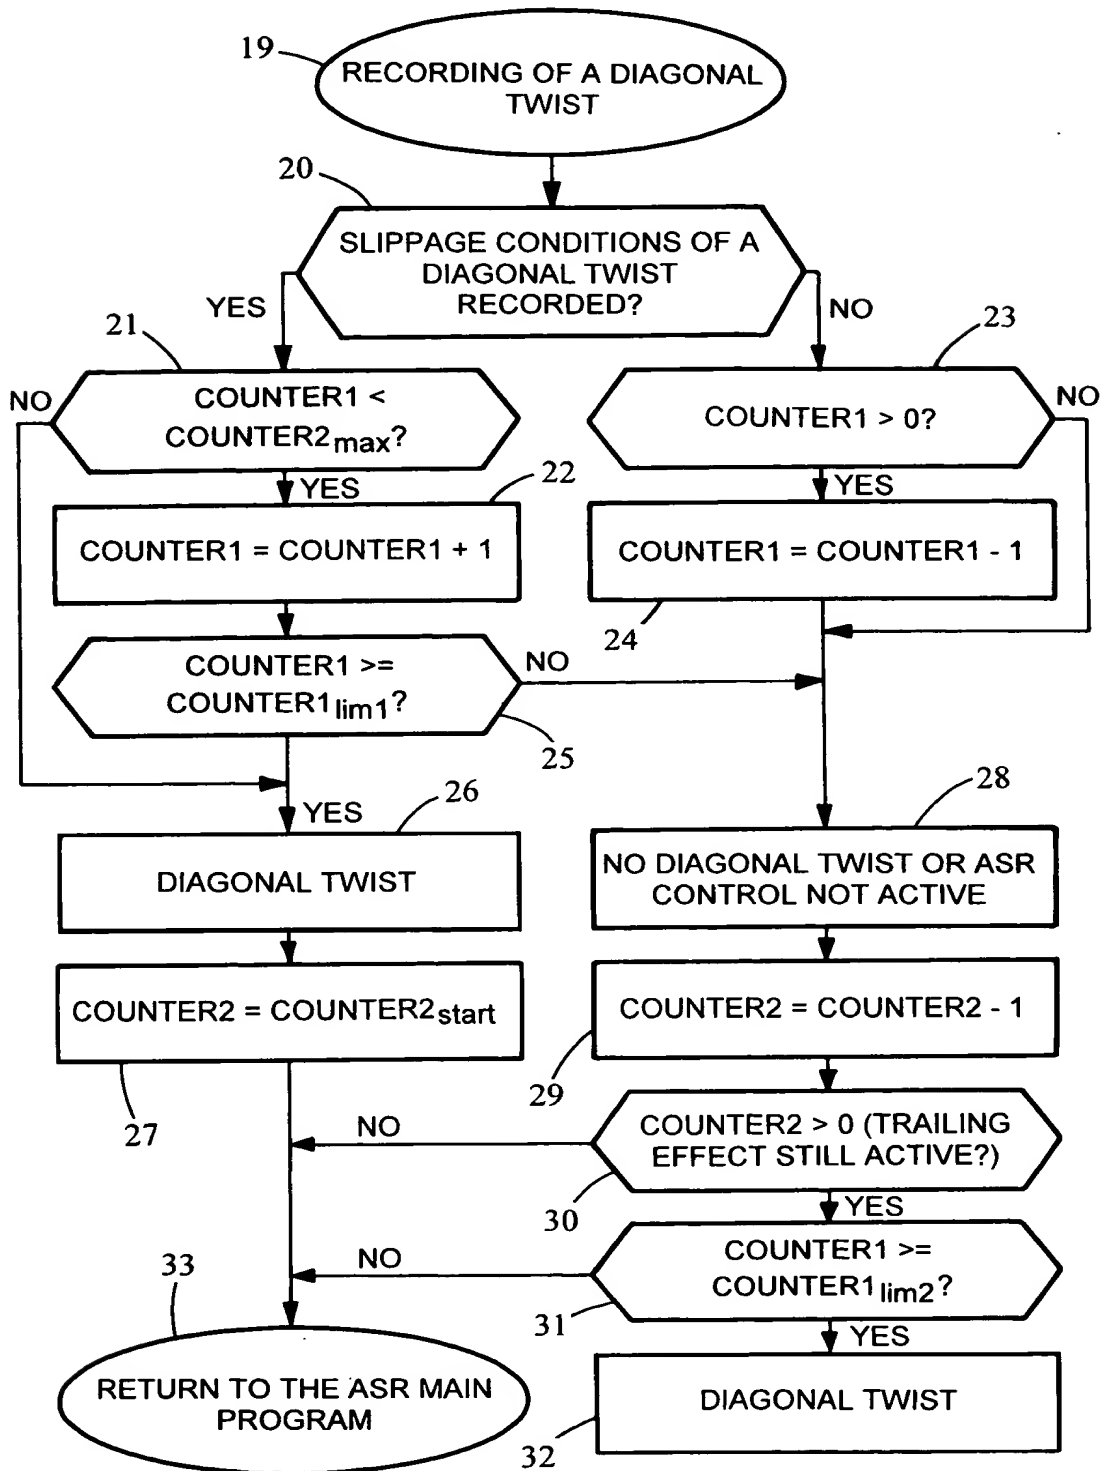 19
RECORDING OF A DIAGONAL
TWIST
20
SLIPPAGE CONDITIONS OF A
DIAGONAL TWIST
RECORDED?
YES
NO
21
23
NO
COUNTER1 <
COUNTER2max?
COUNTER1 > 0?
NO
YES
22
YES
COUNTER1 = COUNTER1 + 1
COUNTER1 = COUNTER1 - 1
24
COUNTER1 >=
COUNTER1lim1?
NO
25
YES
26
28
DIAGONAL TWIST
NO DIAGONAL TWIST OR ASR
CONTROL NOT ACTIVE
COUNTER2 = COUNTER2start
COUNTER2 = COUNTER2 - 1
27
29
NO
COUNTER2 > 0 (TRAILING
EFFECT STILL ACTIVE?)
30
YES
33
NO
COUNTER1 >=
COUNTER1lim2?
31
YES
RETURN TO THE ASR MAIN
PROGRAM
DIAGONAL TWIST
32